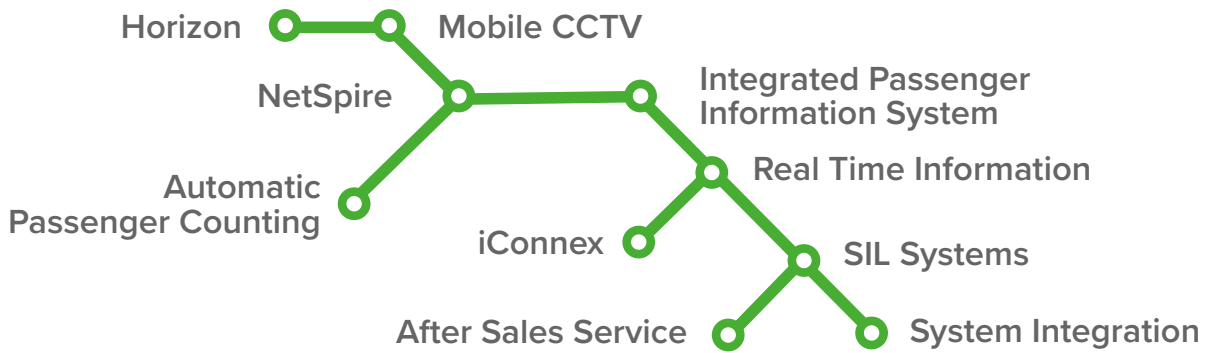 Horizon
Mobile CCTV
NetSpire
Integrated Passenger
Information System
Real Time Information
Automatic
Passenger Counting
iConnex
SIL Systems
After Sales Service
System Integration